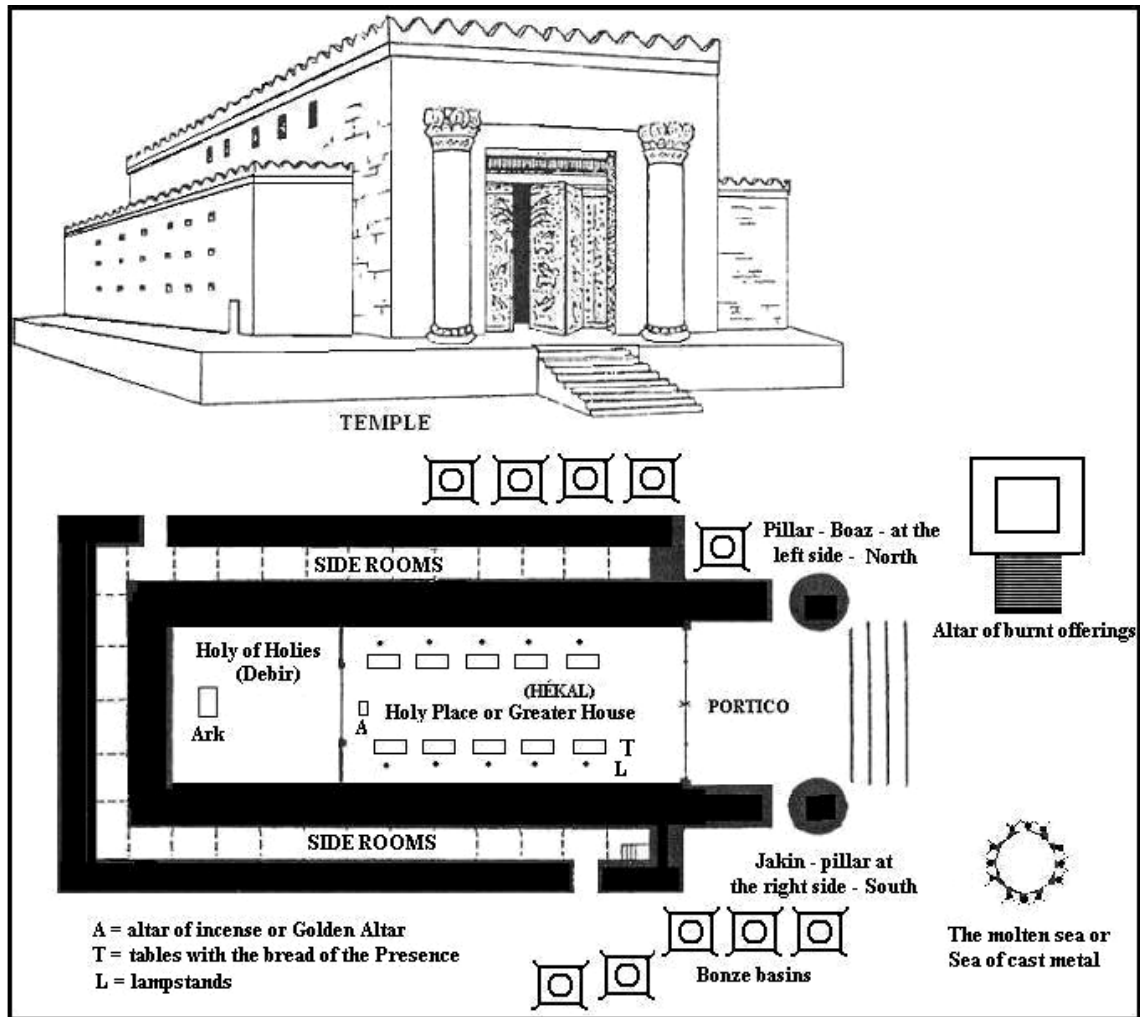 TEMPLE
Pillar - Boaz - at the
left side - North
SIDE ROOMS
Altar of burnt offerings
Holy of Holies
(Debir)
(HÉKAL)
Holy Place or Greater House
PORTICO
Ark
A
T
L
SIDE ROOMS
Jakin - pillar at
the right side - South
A = altar of incense or Golden Altar
T = tables with the bread of the Presence
L = lampstands
Bonze basins
The molten sea or
Sea of cast metal